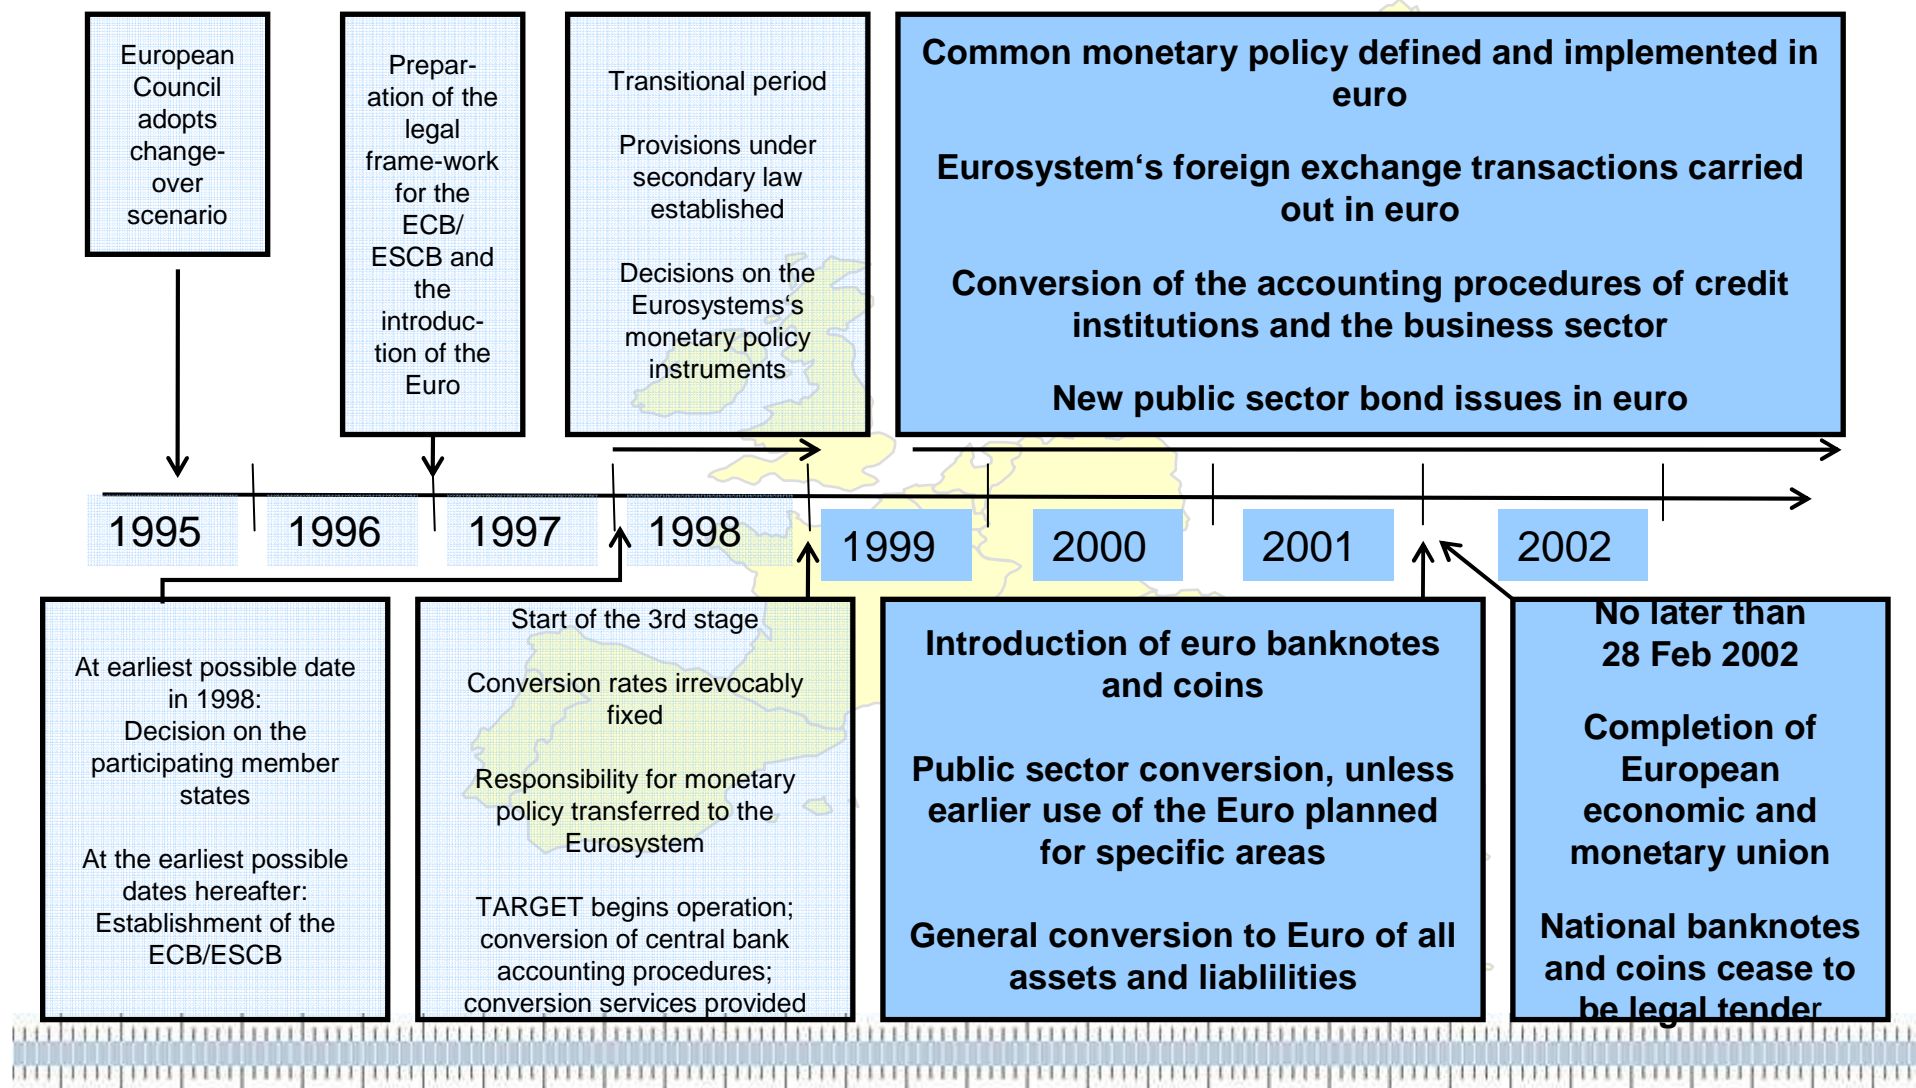 European
Council
adopts
change-
over
scenario
Prepar-
ation of the
legal
frame-work
for the
ECB/
ESCB and
the
introduc-
tion of the
Euro
Transitional period
Provisions under
secondary law
established
Decisions on the
Eurosystems‘s
monetary policy
instruments
Common monetary policy defined and implemented in
euro
Eurosystem‘s foreign exchange transactions carried
out in euro
Conversion of the accounting procedures of credit
institutions and the business sector
New public sector bond issues in euro
1995
1996
1997
1998
1999
2000
2001
2002
At earliest possible date
in 1998:
Decision on the
participating member
states
At the earliest possible
dates hereafter:
Establishment of the
ECB/ESCB
Start of the 3rd stage
Conversion rates irrevocably
fixed
Responsibility for monetary
policy transferred to the
Eurosystem
TARGET begins operation;
conversion of central bank
accounting procedures;
conversion services provided
Introduction of euro banknotes
and coins
Public sector conversion, unless
earlier use of the Euro planned
for specific areas
General conversion to Euro of all
assets and liablilities
No later than
28 Feb 2002
Completion of
European
economic and
monetary union
National banknotes
and coins cease to
be legal tender